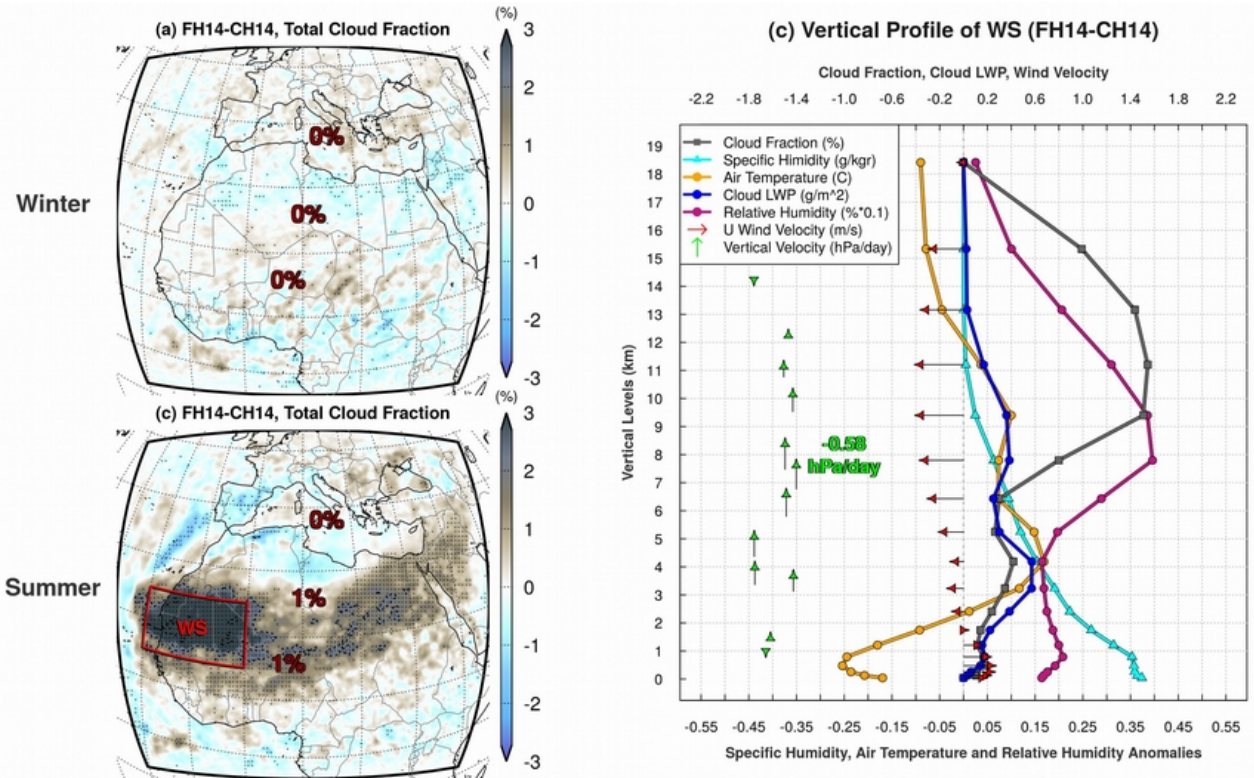 (a) FH14-CH14, Total Cloud Fraction
(%)
3
2
1
0
-1
-2
-3
Winter
0%
0%
0%
(c) FH14-CH14, Total Cloud Fraction
(%)
3
2
1
0
-1
-2
-3
Summer
0%
1%
WS
1%
(c) Vertical Profile of WS (FH14-CH14)
Cloud Fraction, Cloud LWP, Wind Velocity
-2.2 -1.8 -1.4 -1.0 -0.6 -0.2 0.2 0.6 1.0 1.4 1.8 2.2
Cloud Fraction (%)
Specific Himidity (g/kgr)
Air Temperature (C)
Cloud LWP (g/m^2)
Relative Humidity (%*0.1)
U Wind Velocity (m/s)
Vertical Velocity (hPa/day)
Vertical Levels (km)
19
18
17
16
15
14
13
12
11
10
9
8
7
6
5
4
3
2
1
0
-0.58
hPa/day
-0.55 -0.45 -0.35 -0.25 -0.15 -0.05 0.05 0.15 0.25 0.35 0.45 0.55
Specific Humidity, Air Temperature and Relative Humidity Anomalies